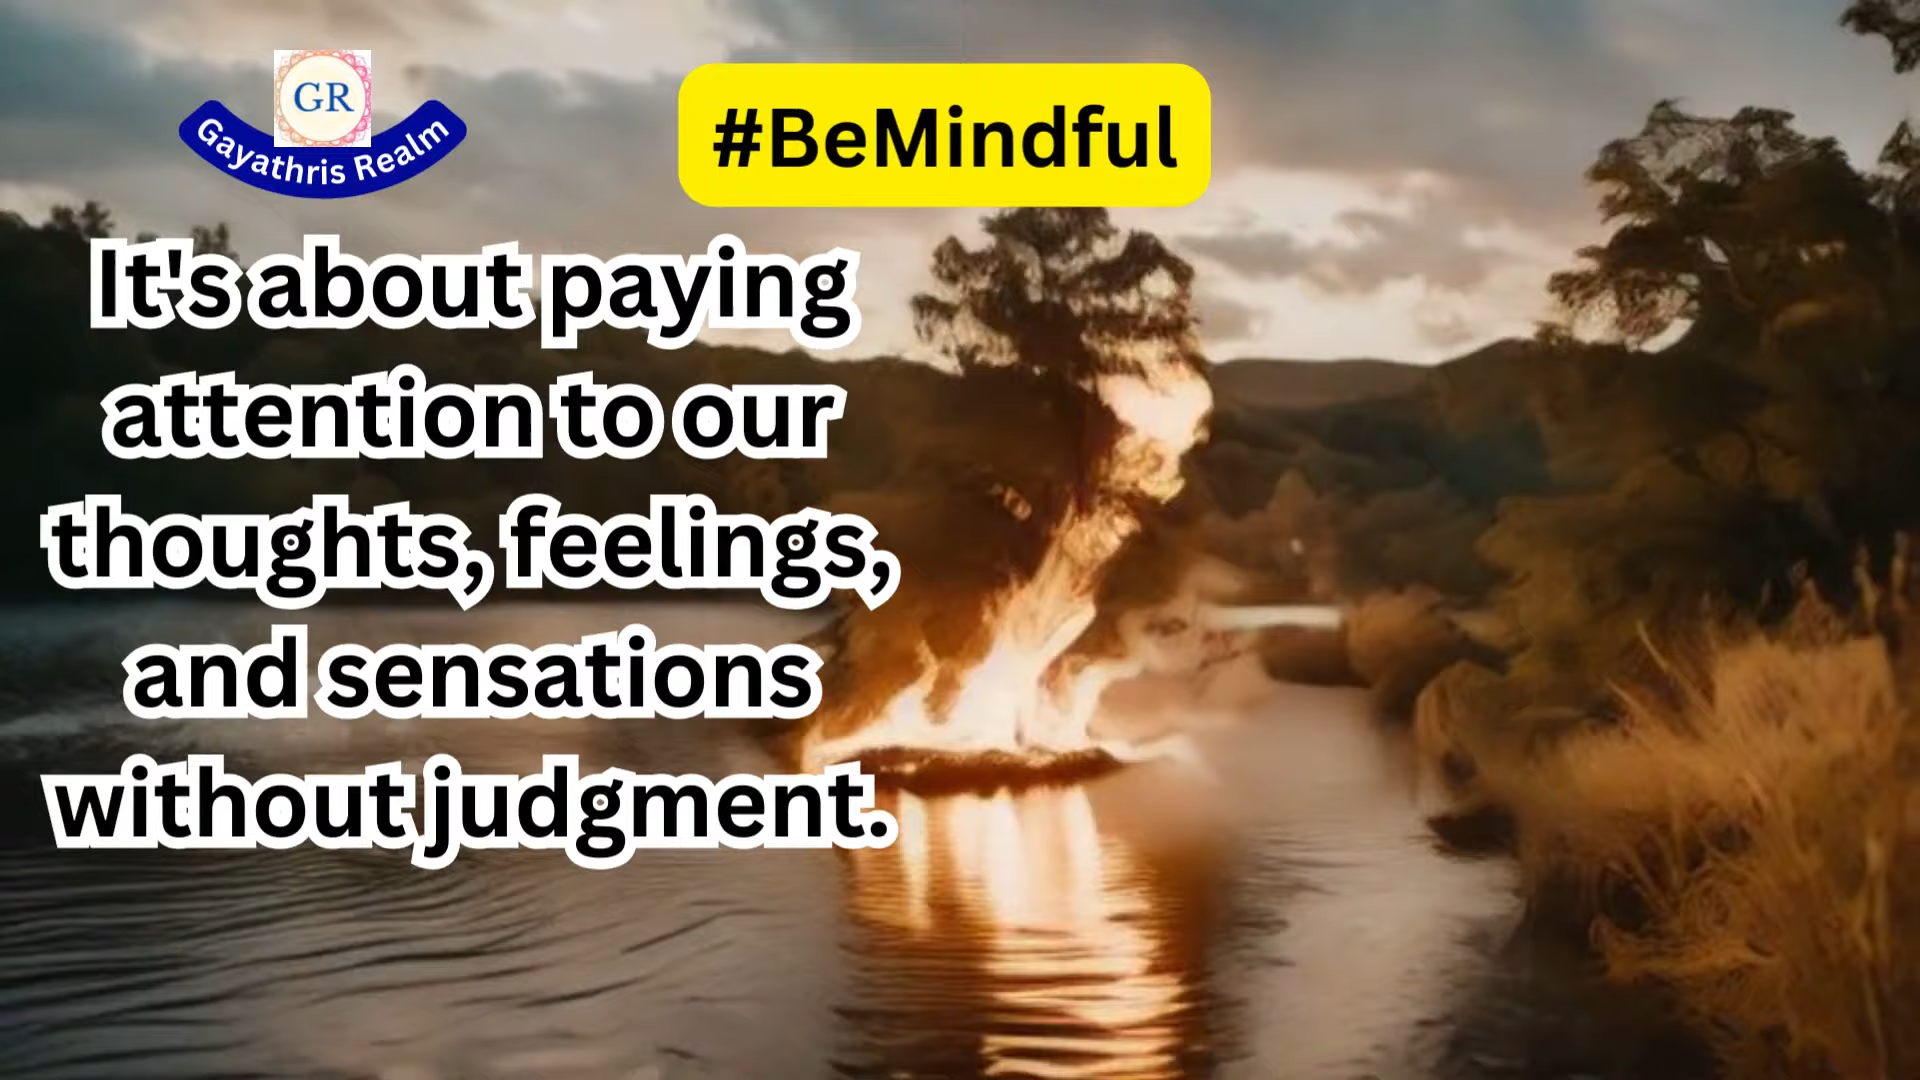 GR
Gayathris Realm
#BeMindful
It's about paying
attention to our
thoughts, feelings,
and sensations
without judgment.